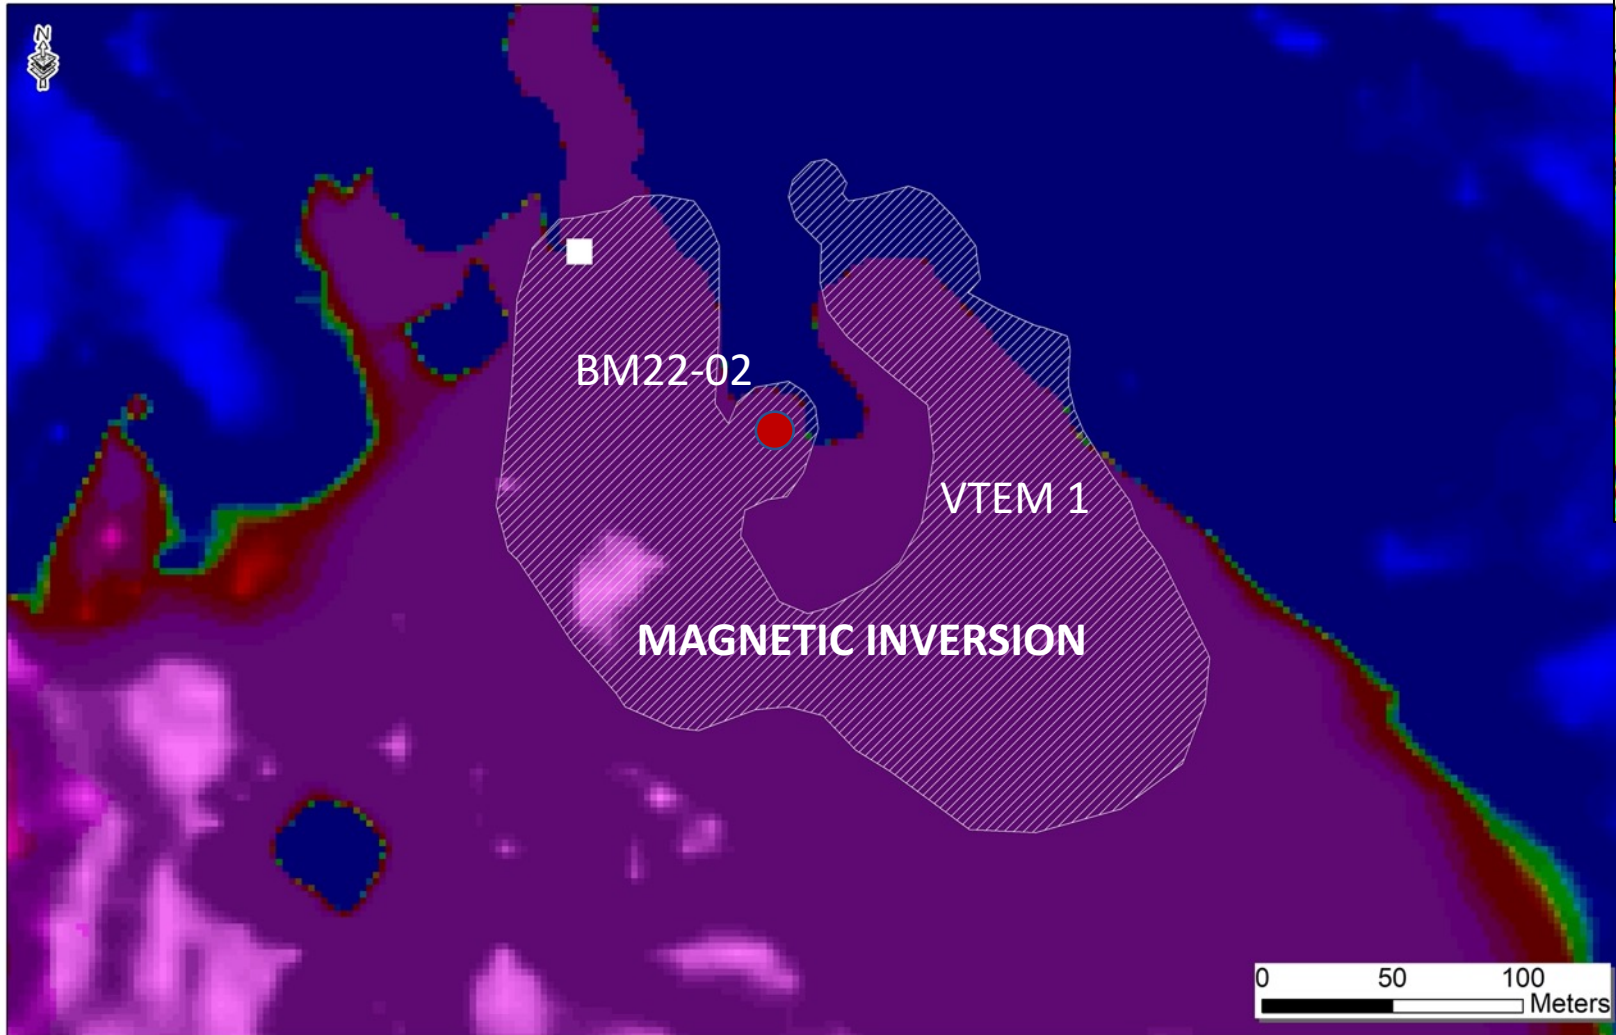 N
BM22-02
VTEM 1
MAGNETIC INVERSION
0 50 100
Meters